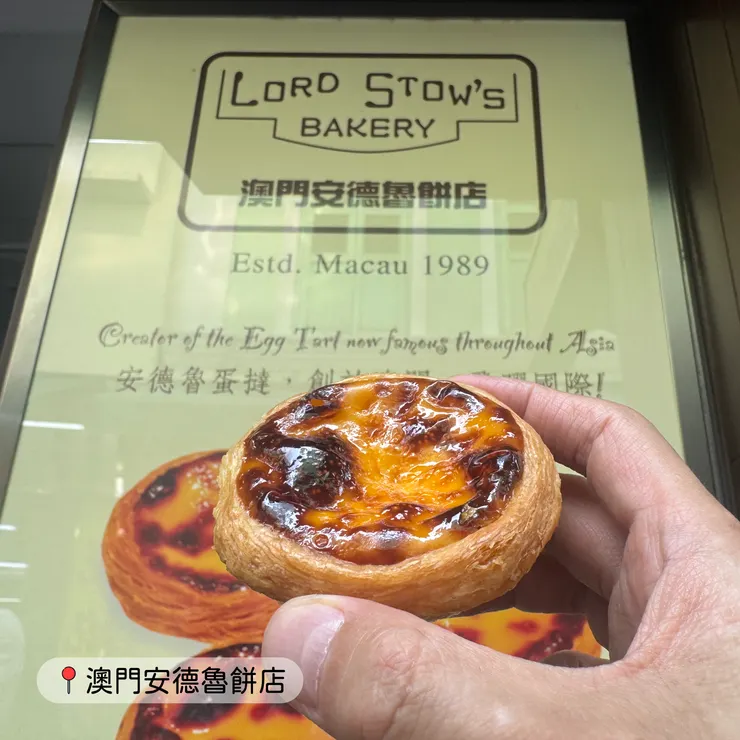 LORD STOW'S
BAKERY
澳門安德魯餅店
Estd. Macau 1989
Creator of the Egg Tart now famous throughout Asia
安德魯蛋撻，創 國際!
澳門安德魯餅店